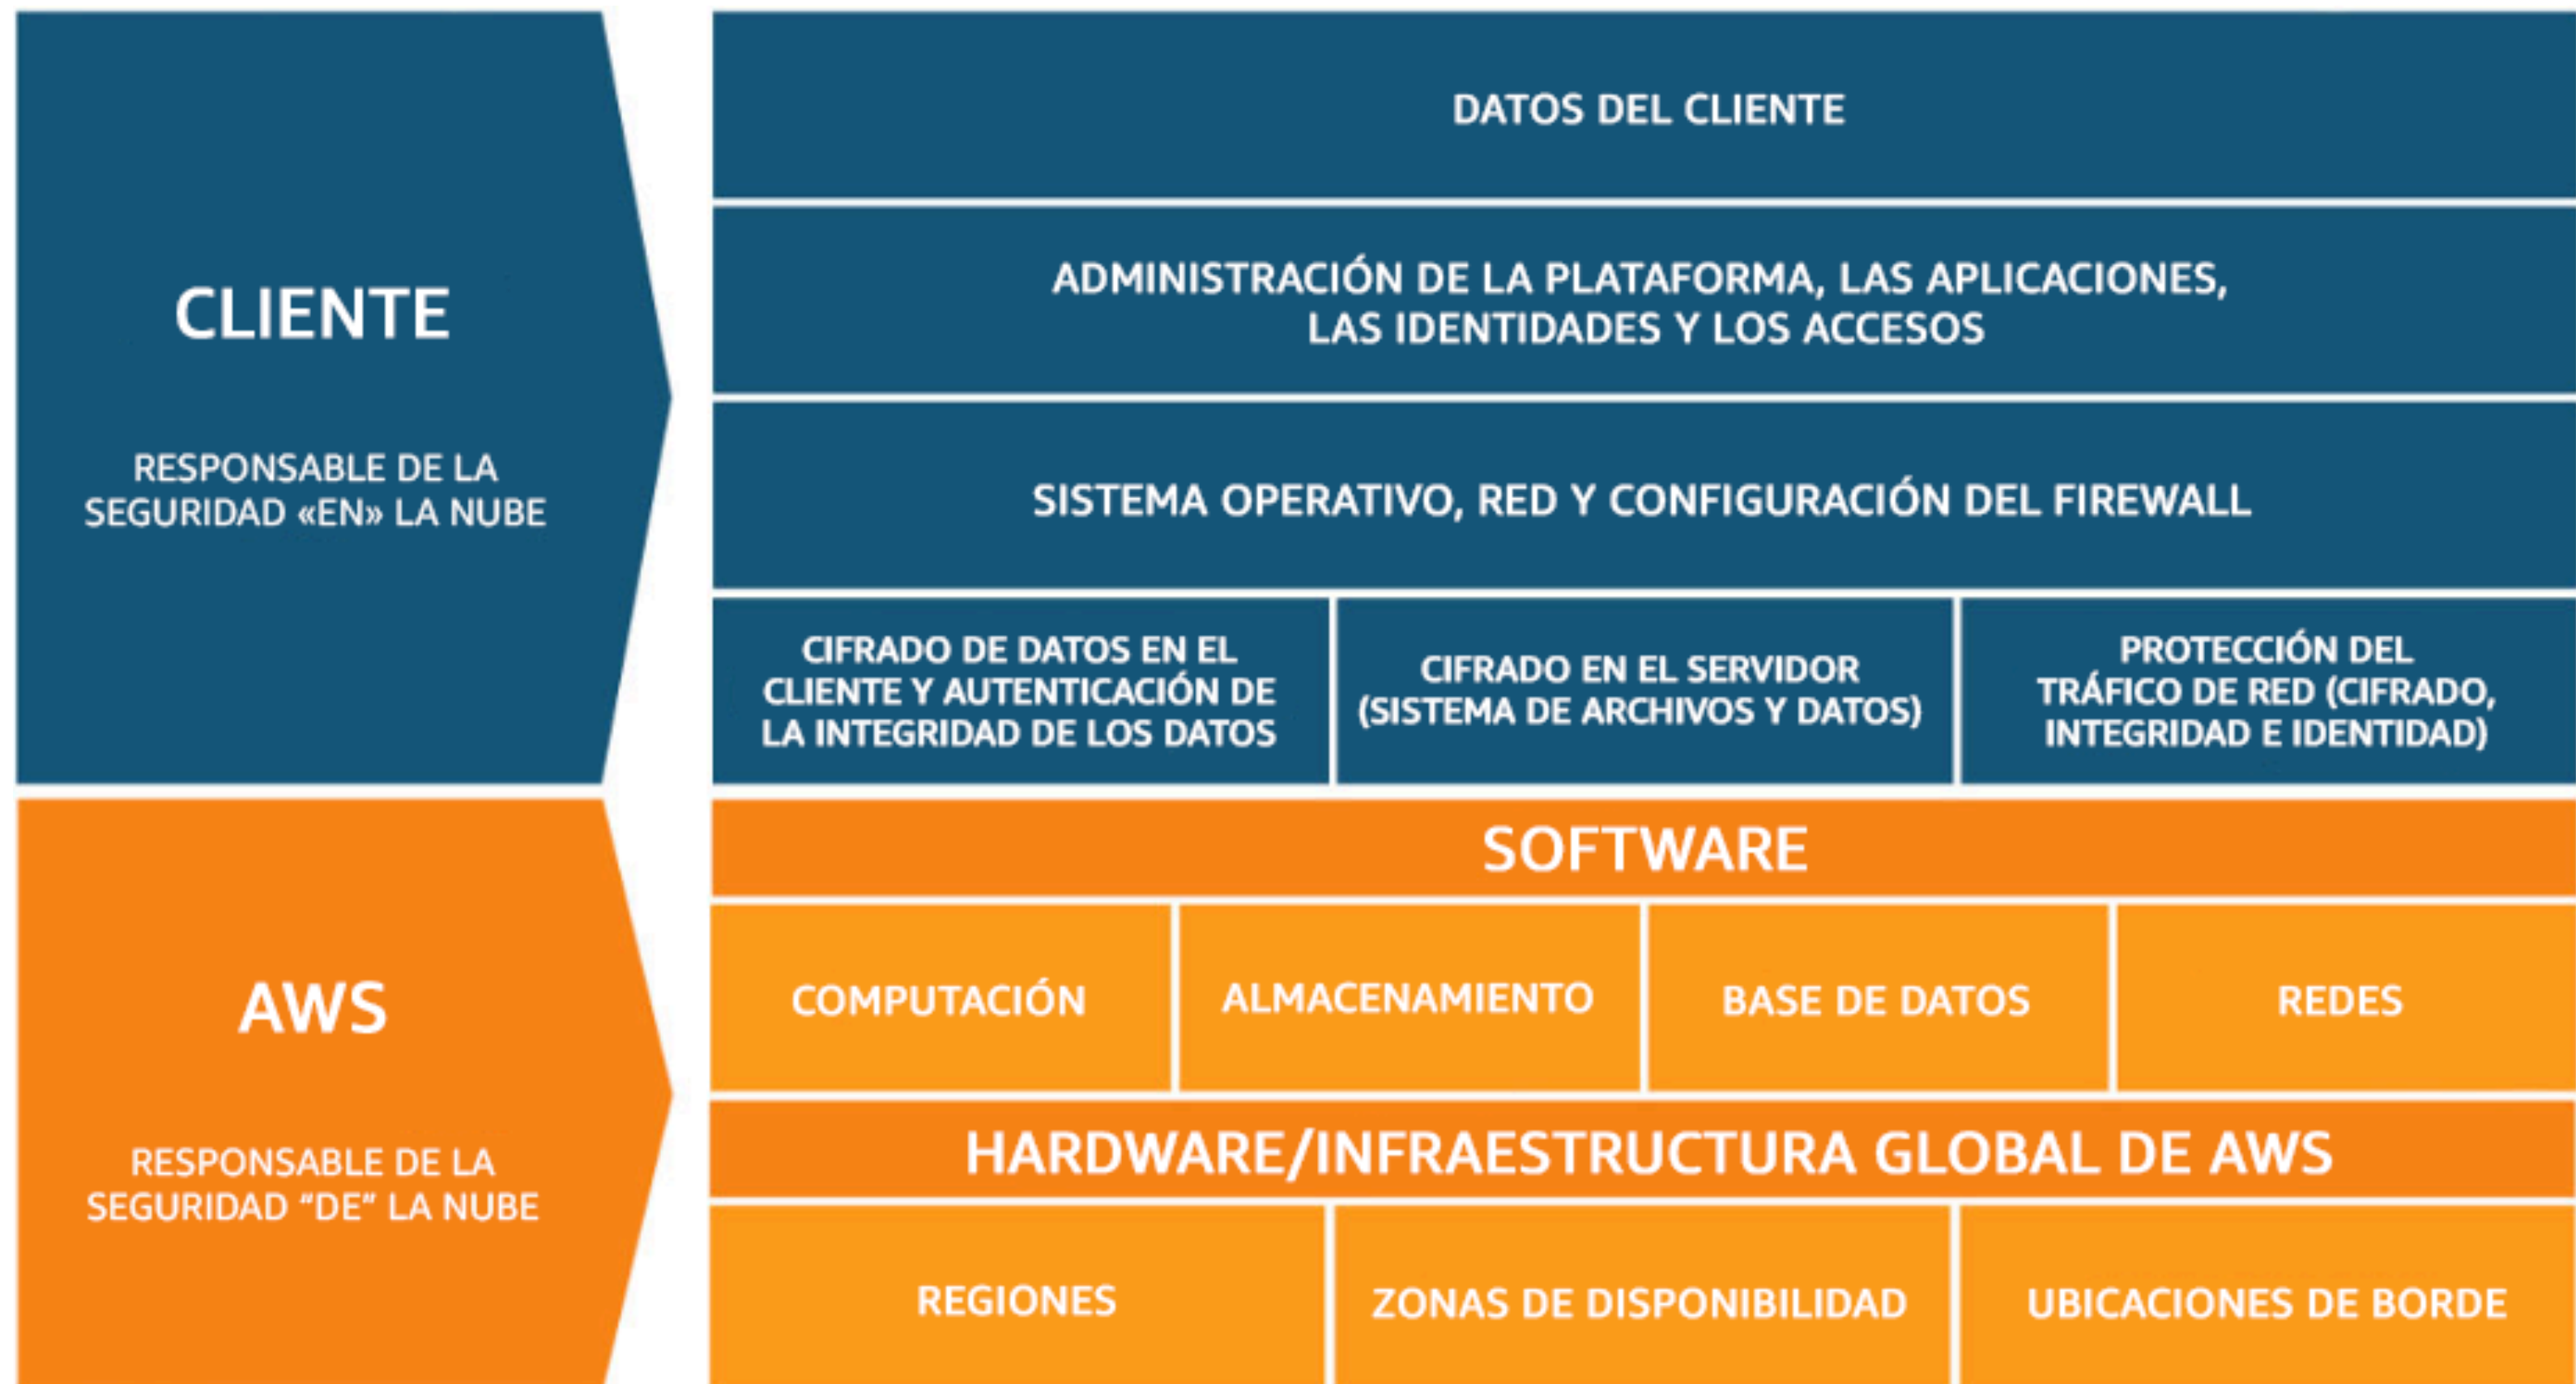 CLIENTE
RESPONSABLE DE LA
SEGURIDAD «EN» LA NUBE
DATOS DEL CLIENTE
ADMINISTRACIÓN DE LA PLATAFORMA, LAS APLICACIONES,
LAS IDENTIDADES Y LOS ACCESOS
SISTEMA OPERATIVO, RED Y CONFIGURACIÓN DEL FIREWALL
CIFRADO DE DATOS EN EL
CLIENTE Y AUTENTICACIÓN DE
LA INTEGRIDAD DE LOS DATOS
CIFRADO EN EL SERVIDOR
(SISTEMA DE ARCHIVOS Y DATOS)
PROTECCIÓN DEL
TRÁFICO DE RED (CIFRADO,
INTEGRIDAD E IDENTIDAD)
AWS
RESPONSABLE DE LA
SEGURIDAD “DE” LA NUBE
SOFTWARE
COMPUTACIÓN
ALMACENAMIENTO
BASE DE DATOS
REDES
HARDWARE/INFRAESTRUCTURA GLOBAL DE AWS
REGIONES
ZONAS DE DISPONIBILIDAD
UBICACIONES DE BORDE